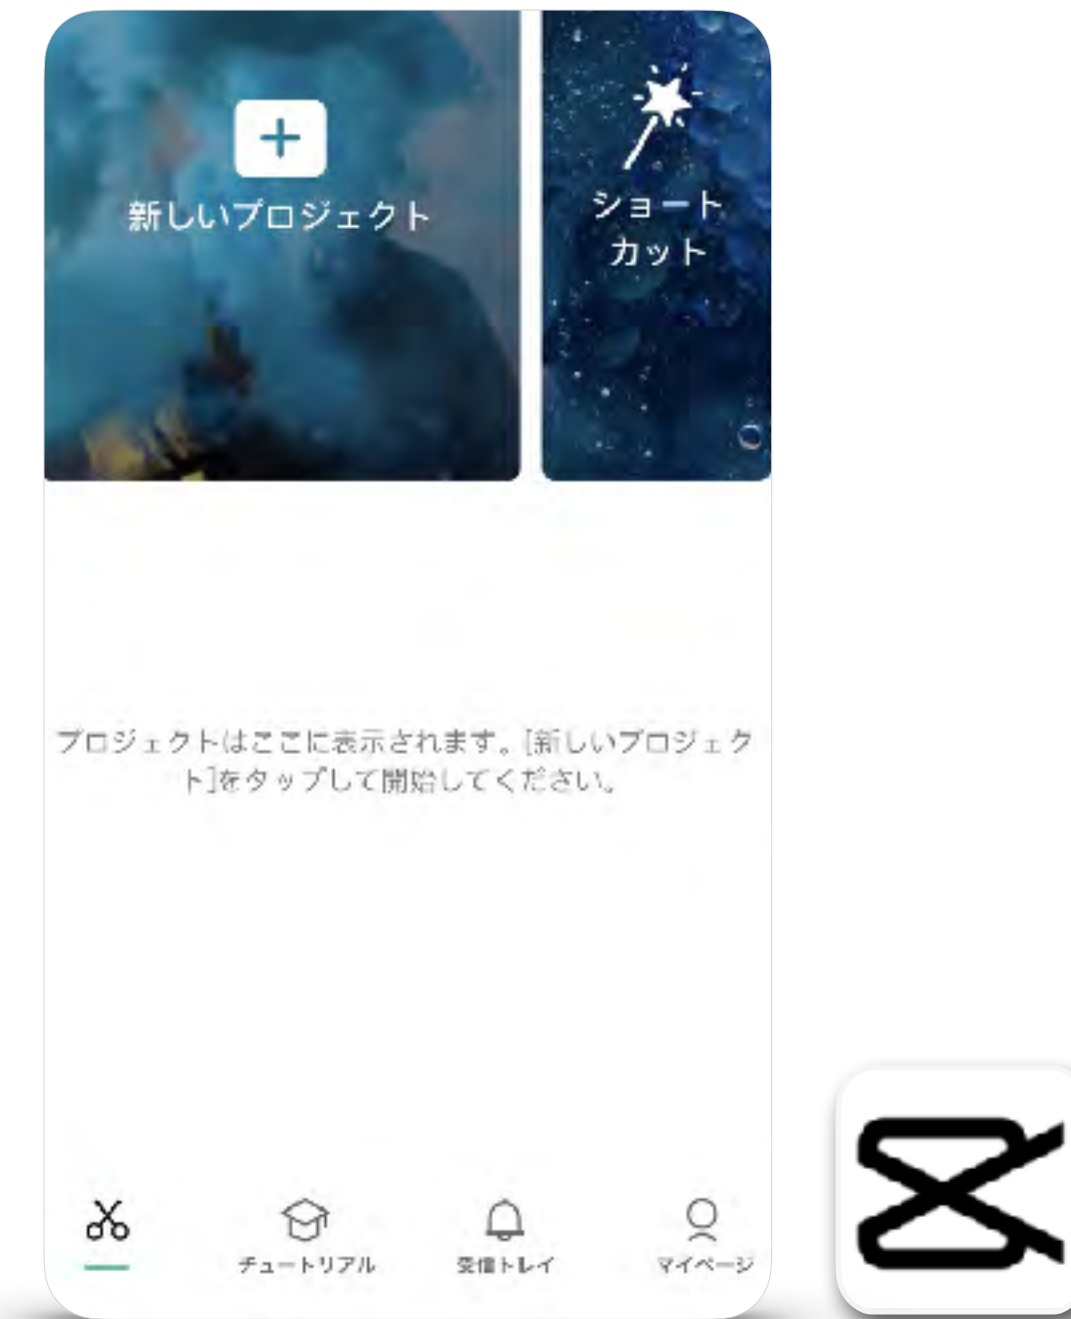 新しいプロジェクト
ショート
カット
プロジェクトはここに表示されます。[新しいプロジェク
ト]をタップして開始してください。
チュートリアル
受信トレイ
マイページ